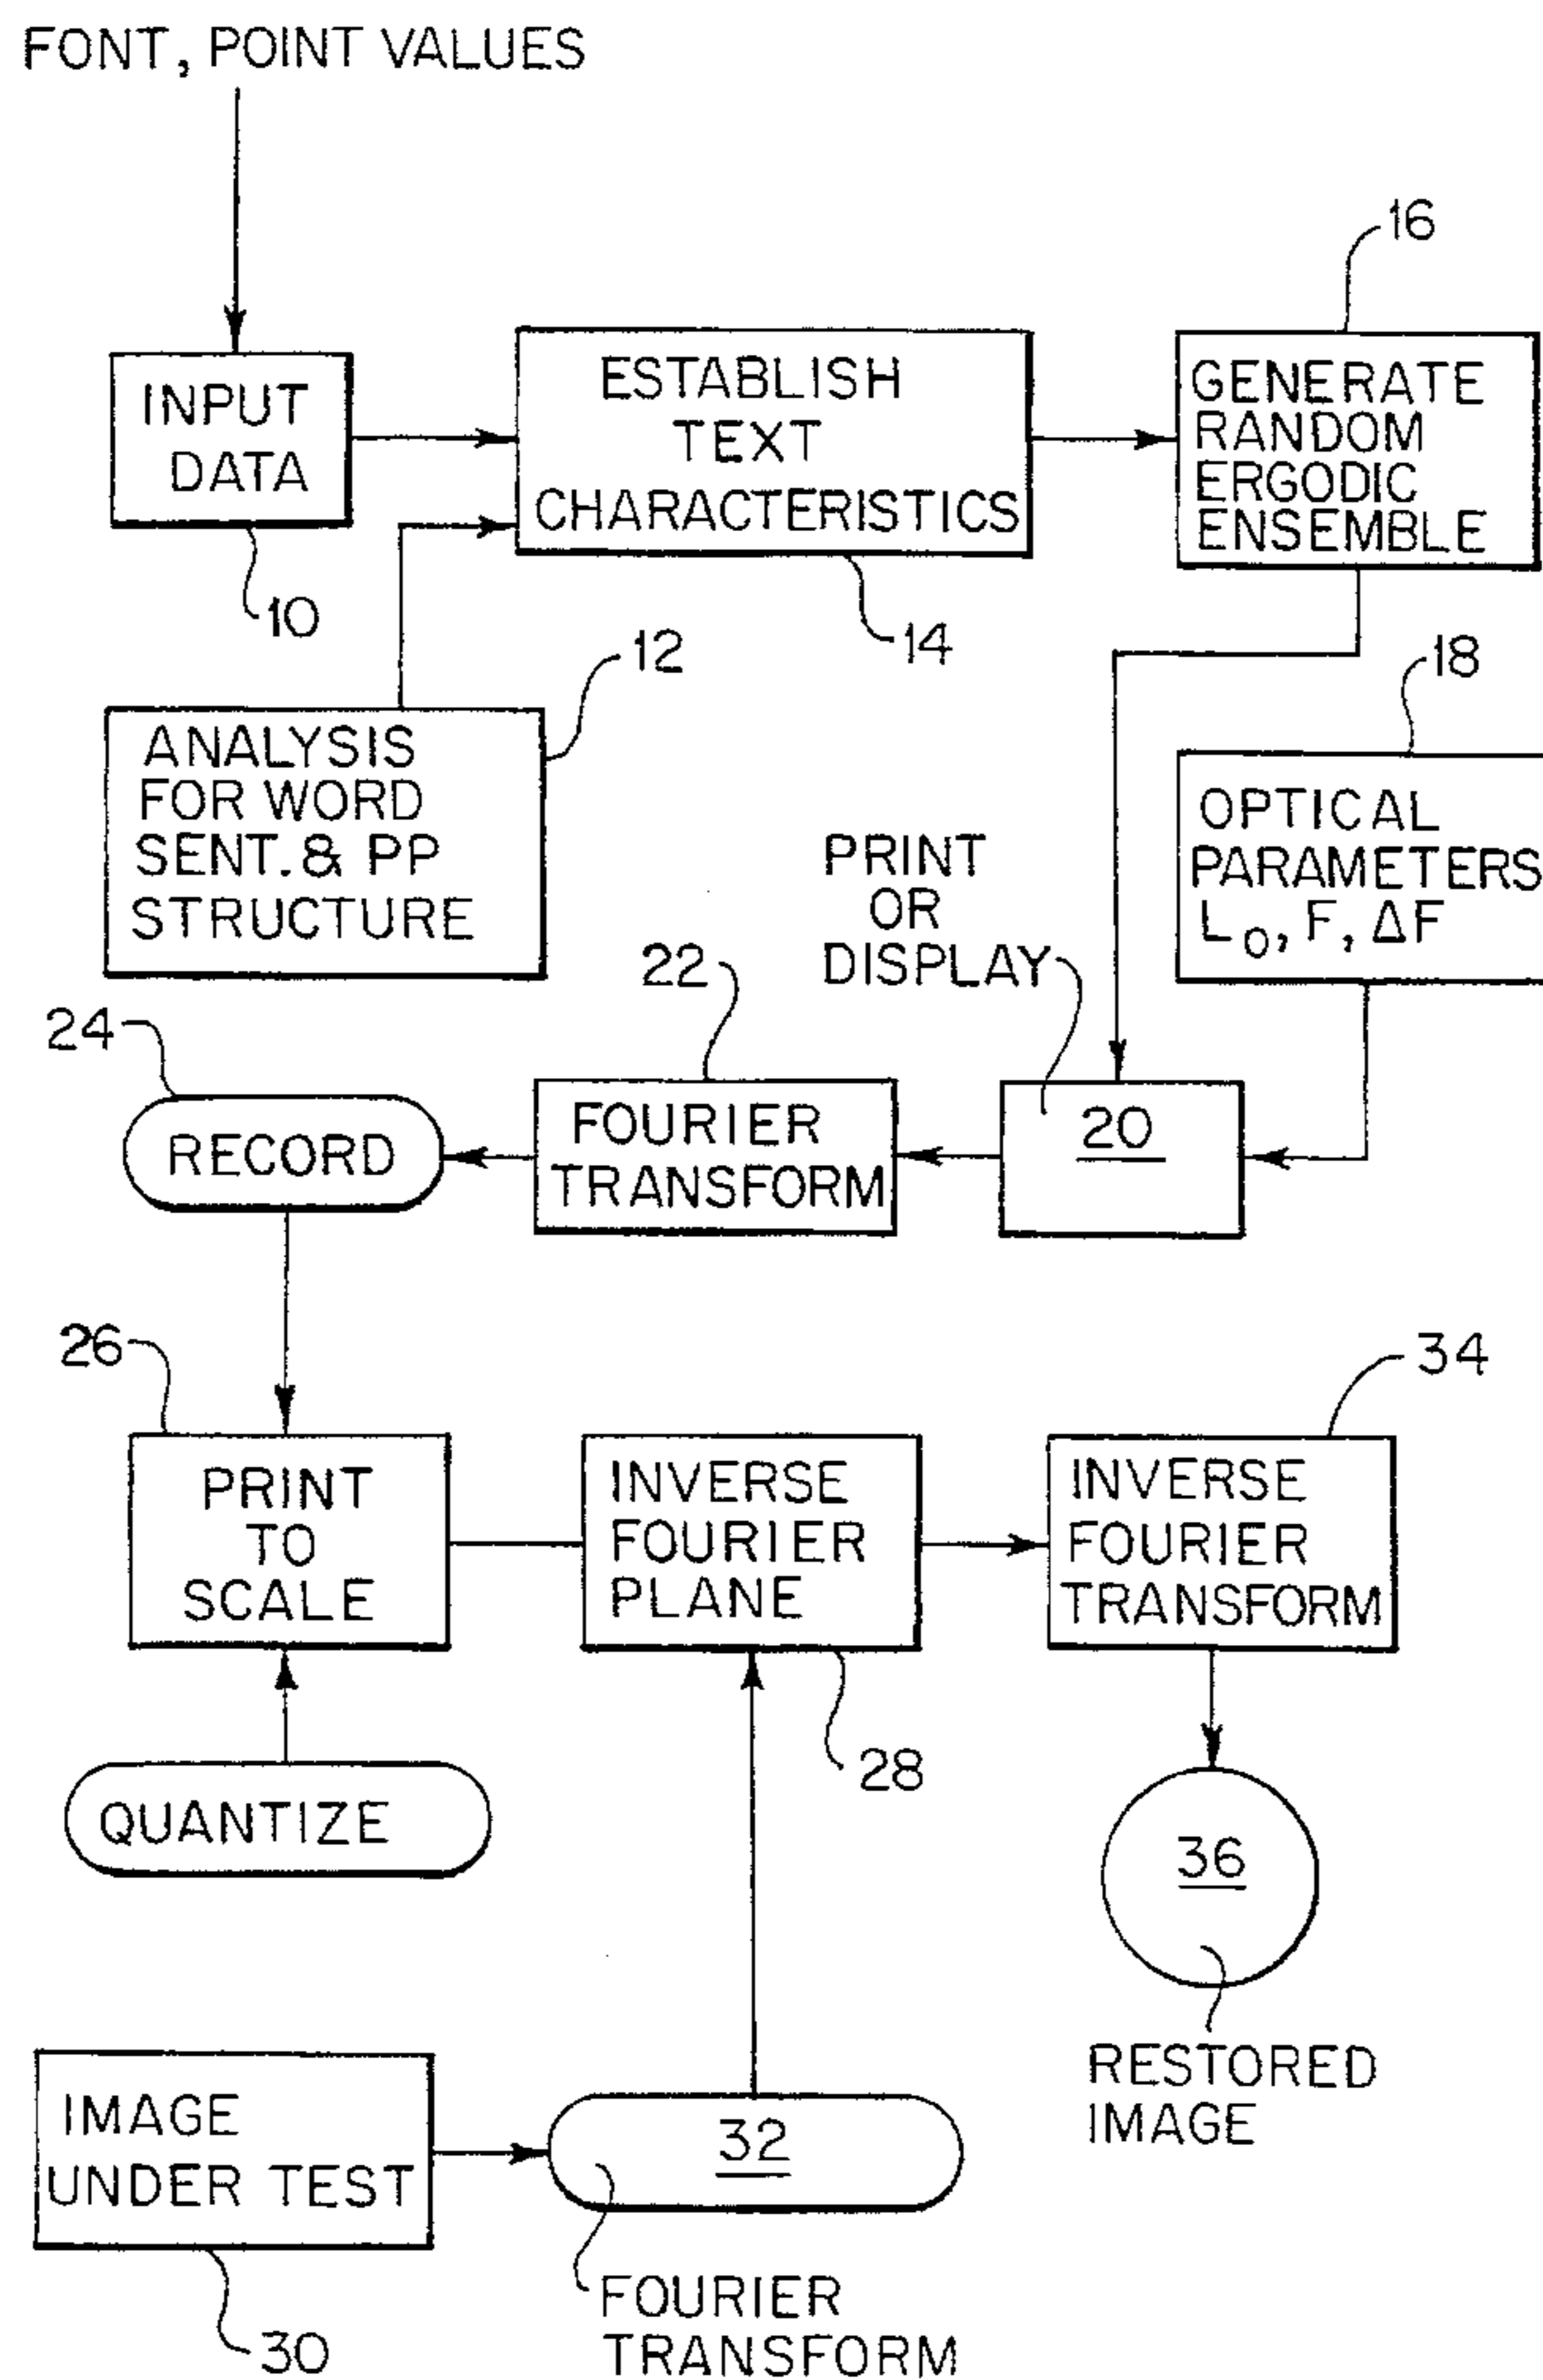 FONT, POINT VALUES
16
INPUT
DATA
10
ESTABLISH
TEXT
CHARACTERISTICS
14
GENERATE
RANDOM
ERGODIC
ENSEMBLE
12
ANALYSIS
FOR WORD
SENT. & PP
STRUCTURE
18
OPTICAL
PARAMETERS
L₀, F, ΔF
PRINT
OR
DISPLAY
20
22
FOURIER
TRANSFORM
24
RECORD
26
PRINT
TO
SCALE
INVERSE
FOURIER
PLANE
28
34
INVERSE
FOURIER
TRANSFORM
QUANTIZE
36
RESTORED
IMAGE
IMAGE
UNDER TEST
30
32
FOURIER
TRANSFORM